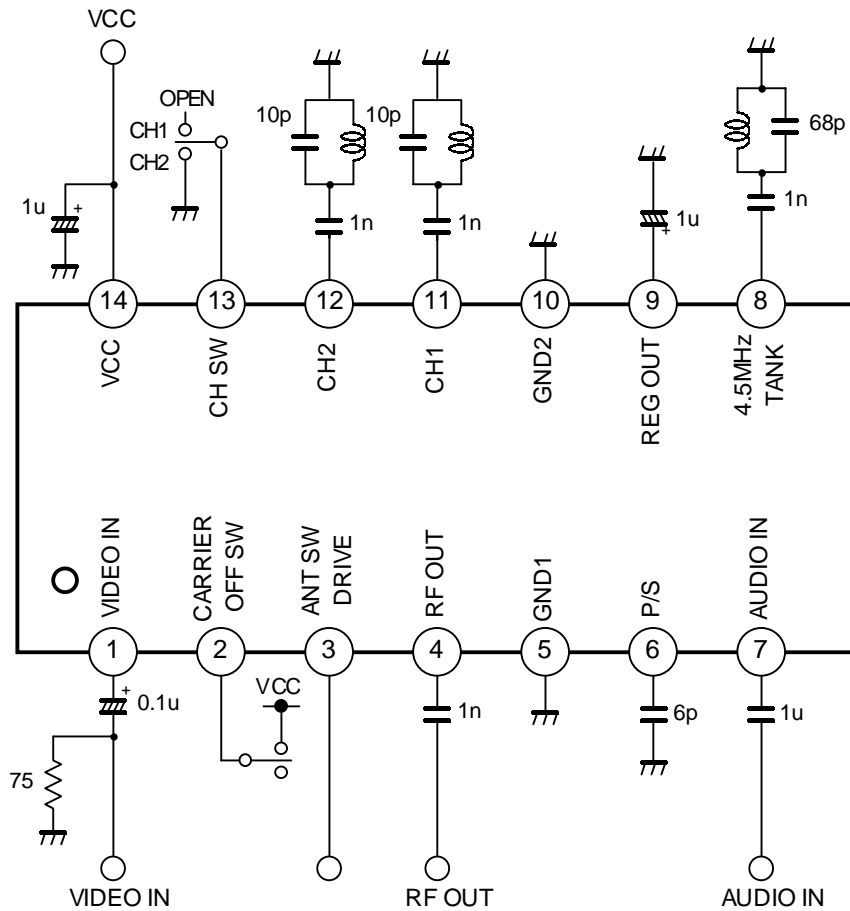 VCC
OPEN
CH1
CH2
10p
10p
68p
1u
+
1n
1n
1u
+
1n
14
13
12
11
10
9
8
VCC
CH SW
CH2
CH1
GND2
REG OUT
4.5MHz
TANK
VIDEO IN
CARRIER
OFF SW
ANT SW
DRIVE
RF OUT
GND1
P/S
AUDIO IN
1
2
3
4
5
6
7
+
0.1u
VCC
1n
6p
1u
75
VIDEO IN
RF OUT
AUDIO IN